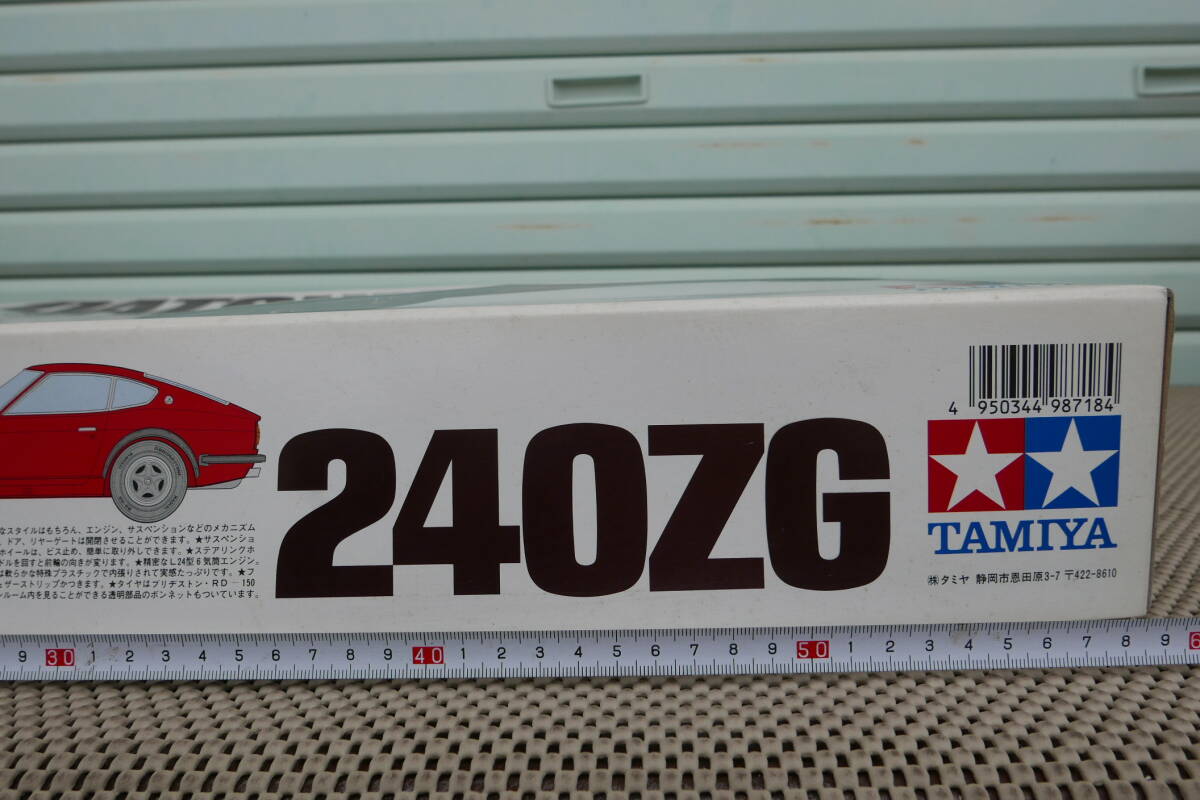 4 950344 987184
240ZG
TAMIYA
なスタイルはもちろん、エンジン、サスペンションなどのメカニズム
、ドア、リヤーゲートは開閉させることができます。★サスペンショ
ホイールは、ビス止め、簡単に取り外しできます。★ステアリングホ
ドルを回すと前輪の向きが変ります。★精密なL24型6気筒エンジン。
は軟らかな特殊プラスチックで内張りされて実感たっぷりです。★フ
ェザーストリップかつきます。★タイヤはブリヂストン・RD—150
ンルーム内を見ることができる透明部品のボンネットもついています。
㈱タミヤ 静岡市恩田原3-7 〒422-8610
9 30 1 2 3 4 5 6 7 8 9 40 1 2 3 4 5 6 7 8 9 50 1 2 3 4 5 6 7 8 9 6